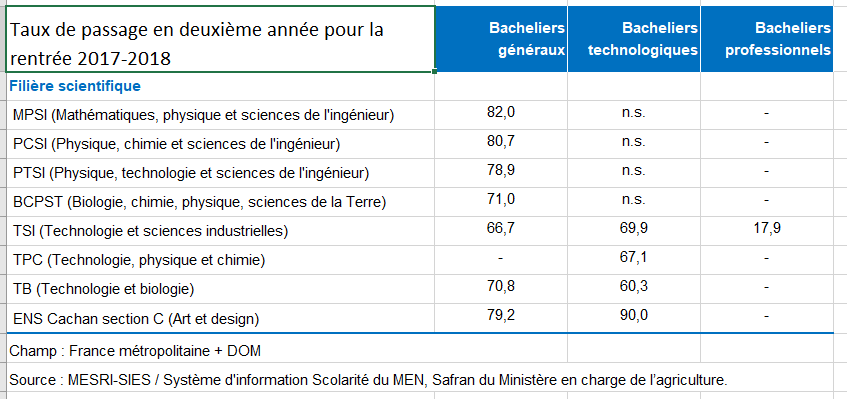 Taux de passage en deuxième année pour la rentrée 2017-2018 Bacheliers généraux Bacheliers technologiques Bacheliers professionnels
Filière scientifique
MPSI (Mathématiques, physique et sciences de l'ingénieur) 82,0 n.s. -
PCSI (Physique, chimie et sciences de l'ingénieur) 80,7 n.s. -
PTSI (Physique, technologie et sciences de l'ingénieur) 78,9 n.s. -
BCPST (Biologie, chimie, physique, sciences de la Terre) 71,0 n.s. -
TSI (Technologie et sciences industrielles) 66,7 69,9 17,9
TPC (Technologie, physique et chimie) - 67,1 -
TB (Technologie et biologie) 70,8 60,3 -
ENS Cachan section C (Art et design) 79,2 90,0 -
Champ : France métropolitaine + DOM
Source : MESRI-SIES / Système d'information Scolarité du MEN, Safran du Ministère en charge de l'agriculture.